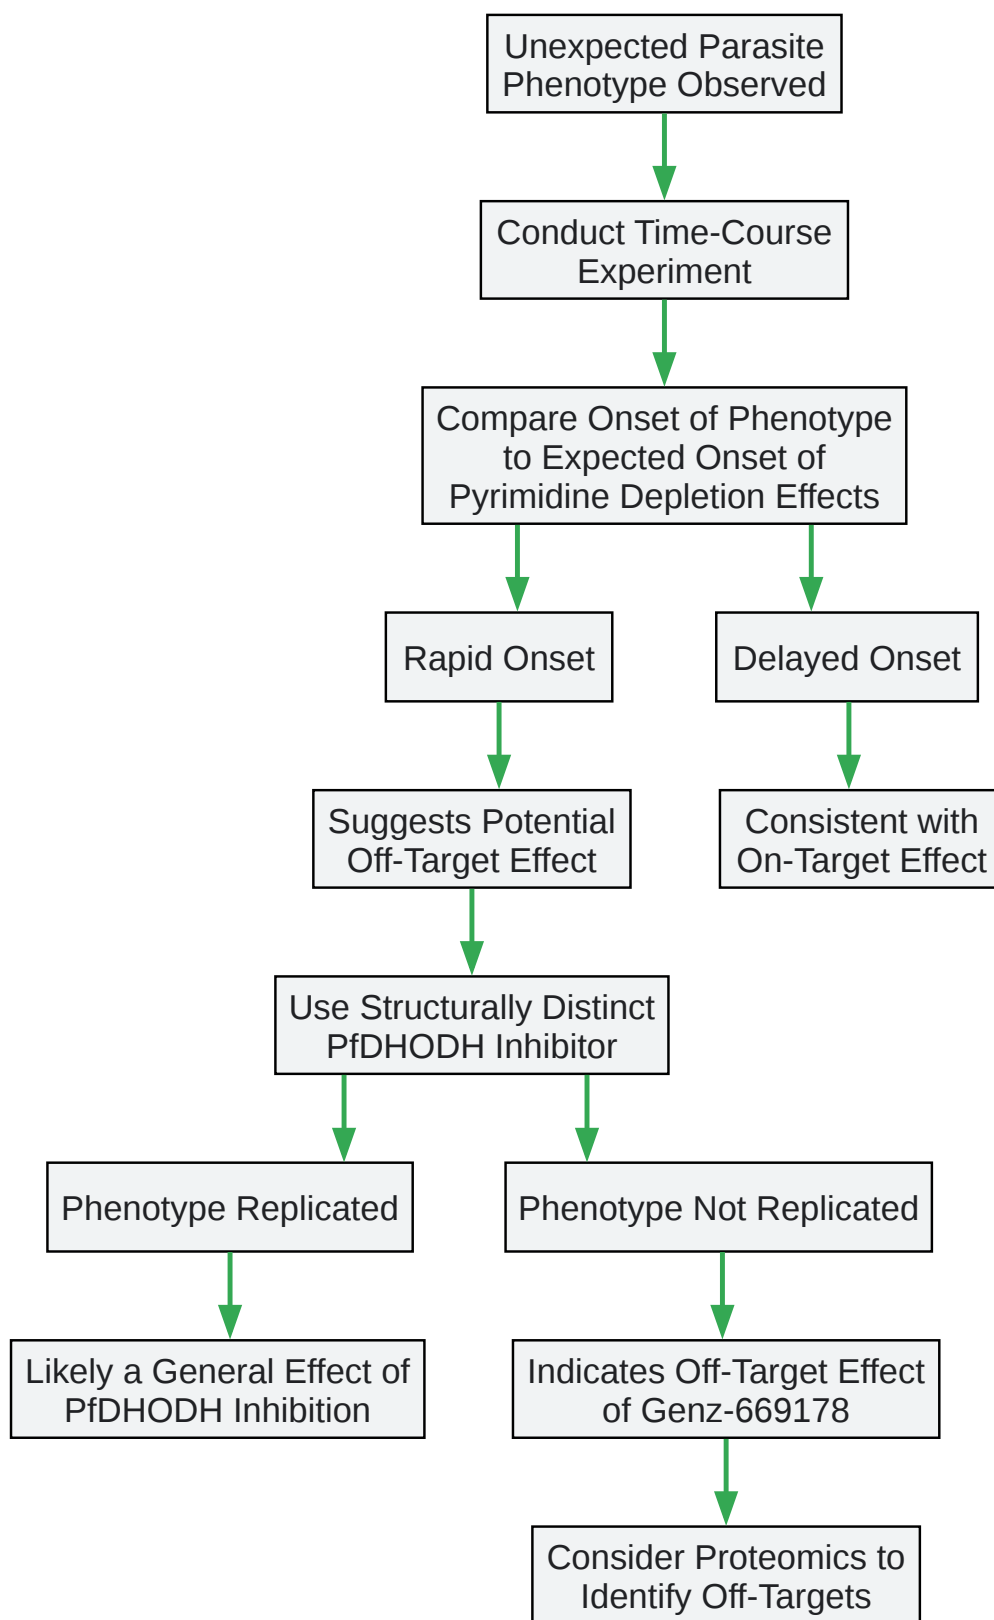 Unexpected Parasite
Phenotype Observed
Conduct Time-Course
Experiment
Compare Onset of Phenotype
to Expected Onset of
Pyrimidine Depletion Effects
Rapid Onset
Delayed Onset
Suggests Potential
Off-Target Effect
Consistent with
On-Target Effect
Use Structurally Distinct
PfDHODH Inhibitor
Phenotype Replicated
Phenotype Not Replicated
Likely a General Effect of
PfDHODH Inhibition
Indicates Off-Target Effect
of Genz-669178
Consider Proteomics to
Identify Off-Targets